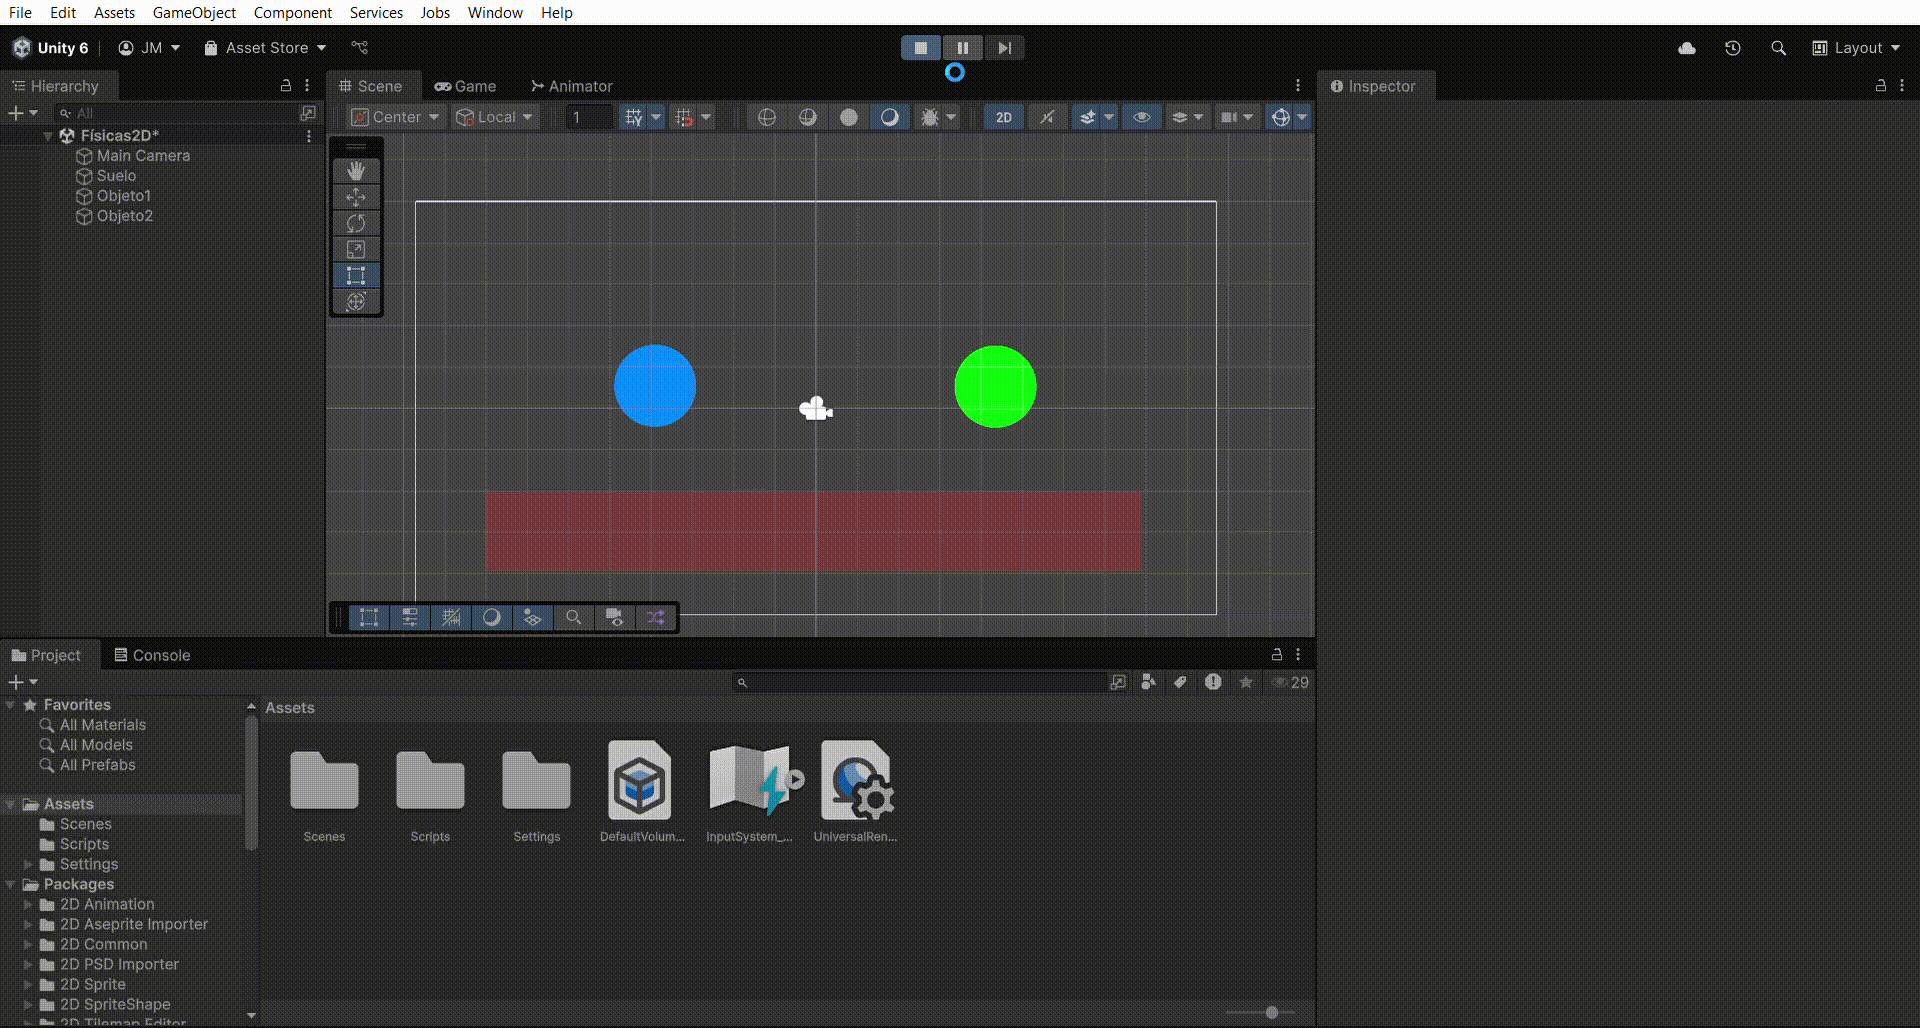 File Edit Assets GameObject Component Services Jobs Window Help
Unity 6 JM Asset Store Layout
Hierarchy
All
Físicas2D*
Main Camera
Suelo
Objeto1
Objeto2
Scene Game Animator
Center Local 1 2D
Inspector
Project Console
29
Favorites
All Materials
All Models
All Prefabs
Assets
Scenes
Scripts
Settings
Packages
2D Animation
2D Aseprite Importer
2D Common
2D PSD Importer
2D Sprite
2D SpriteShape
2D Tilemap Editor
Assets
Scenes Scripts Settings DefaultVolum... InputSystem_... UniversalRen...